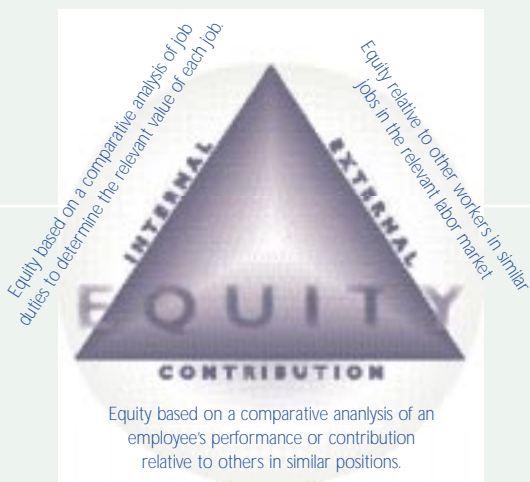 Equity based on a comparative analysis of job
duties to determine the relevant value of each job.
Equity relative to other workers in similar
jobs in the relevant labor market
INTERNAL
EXTERNAL
EQUITY
CONTRIBUTION
Equity based on a comparative ananlysis of an
employee's performance or contribution
relative to others in similar positions.